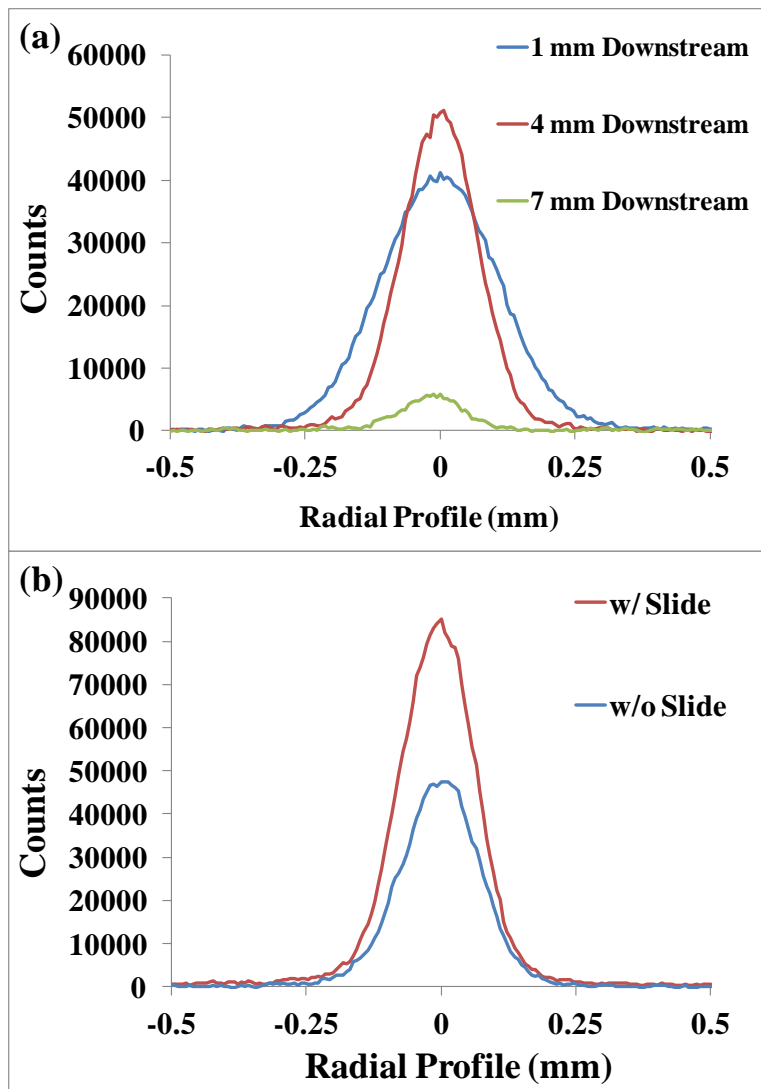 (a)
1 mm Downstream
4 mm Downstream
7 mm Downstream
60000
50000
40000
30000
20000
10000
0
Counts
-0.5
-0.25
0
0.25
0.5
Radial Profile (mm)
(b)
w/ Slide
w/o Slide
90000
80000
70000
60000
50000
40000
30000
20000
10000
0
Counts
-0.5
-0.25
0
0.25
0.5
Radial Profile (mm)